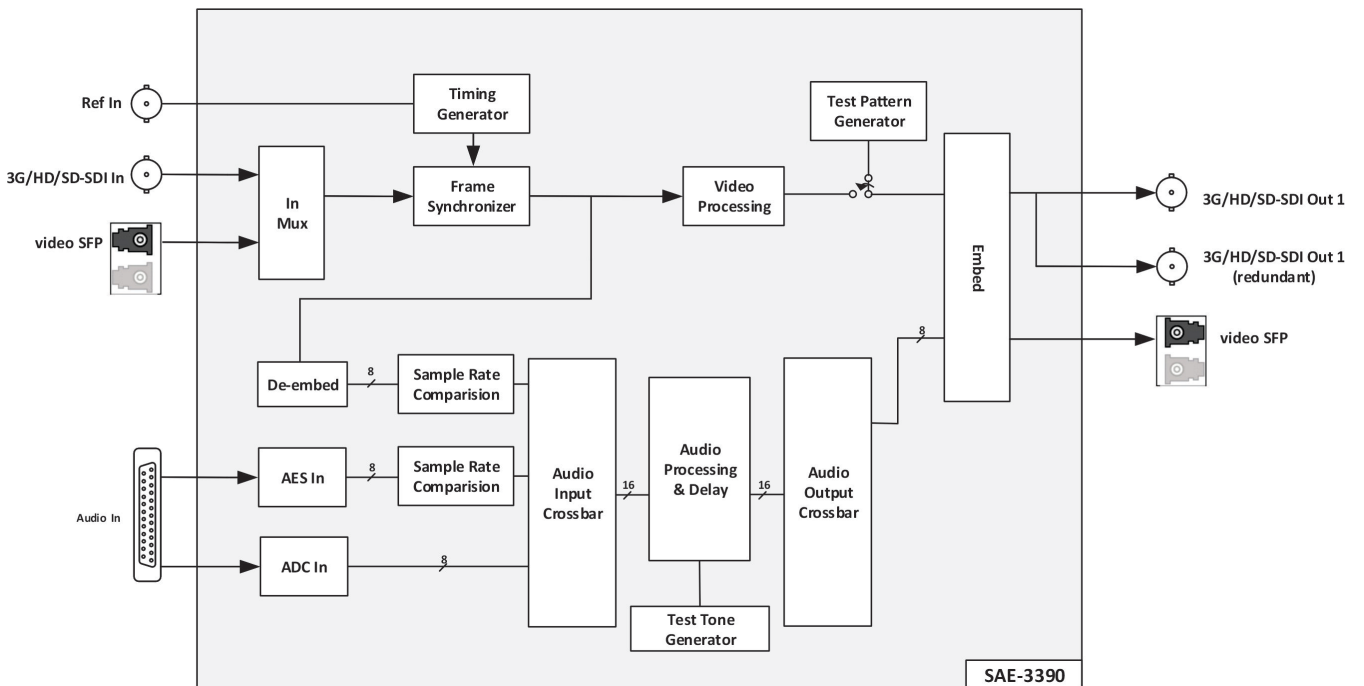 Ref In
Timing
Generator
Test Pattern
Generator
3G/HD/SD-SDI In
In
Mux
Frame
Synchronizer
Video
Processing
3G/HD/SD-SDI Out 1
video SFP
Embed
3G/HD/SD-SDI Out 1
(redundant)
8
video SFP
De-embed
8
Sample Rate
Comparision
AES In
8
Sample Rate
Comparision
Audio
Input
Crossbar
16
Audio
Processing
& Delay
16
Audio
Output
Crossbar
Audio In
ADC In
8
Test Tone
Generator
SAE-3390